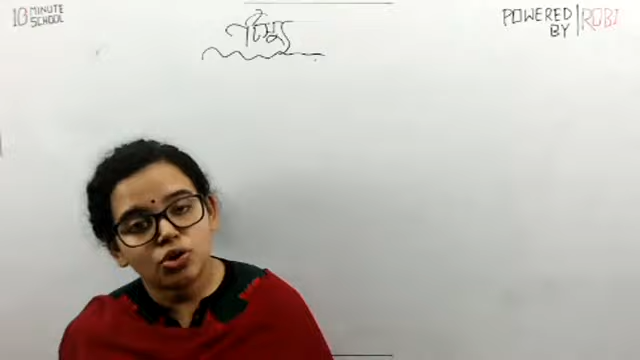 10 MINUTE
SCHOOL
টিস্যু
POWERED
BY
ROBI